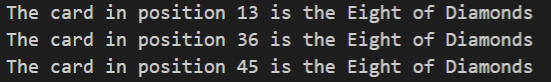 The card in position 13 is the Eight of Diamonds
The card in position 36 is the Eight of Diamonds
The card in position 45 is the Eight of Diamonds